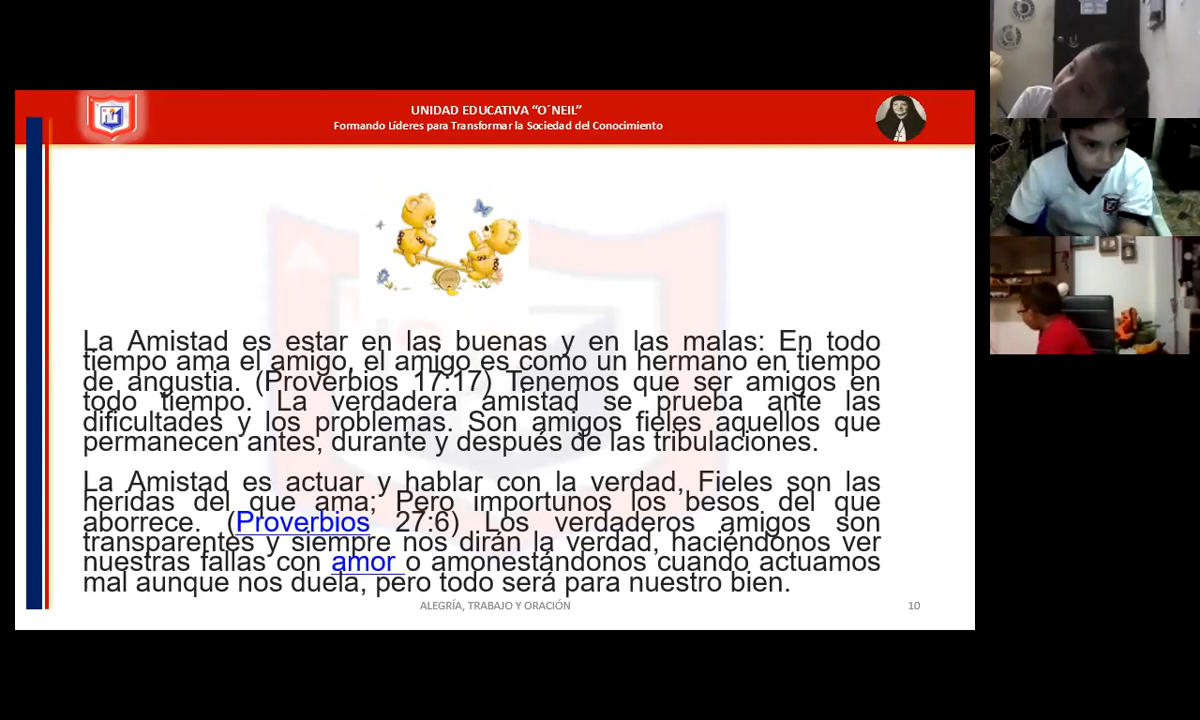 UNIDAD EDUCATIVA “O´NEIL”
Formando Líderes para Transformar la Sociedad del Conocimiento
La Amistad es estar en las buenas y en las malas: En todo
tiempo ama el amigo, el amigo es como un hermano en tiempo
de angustia. (Proverbios 17:17) Tenemos que ser amigos en
todo tiempo. La verdadera amistad se prueba ante las
dificultades y los problemas. Son amigos fieles aquellos que
permanecen antes, durante y después de las tribulaciones.
La Amistad es actuar y hablar con la verdad, Fieles son las
heridas del que ama; Pero importunos los besos del que
aborrece. (Proverbios 27:6) Los verdaderos amigos son
transparentes y siempre nos dirán la verdad, haciéndonos ver
nuestras fallas con amor o amonestándonos cuando actuamos
mal aunque nos duela, pero todo será para nuestro bien.
ALEGRÍA, TRABAJO Y ORACIÓN 10